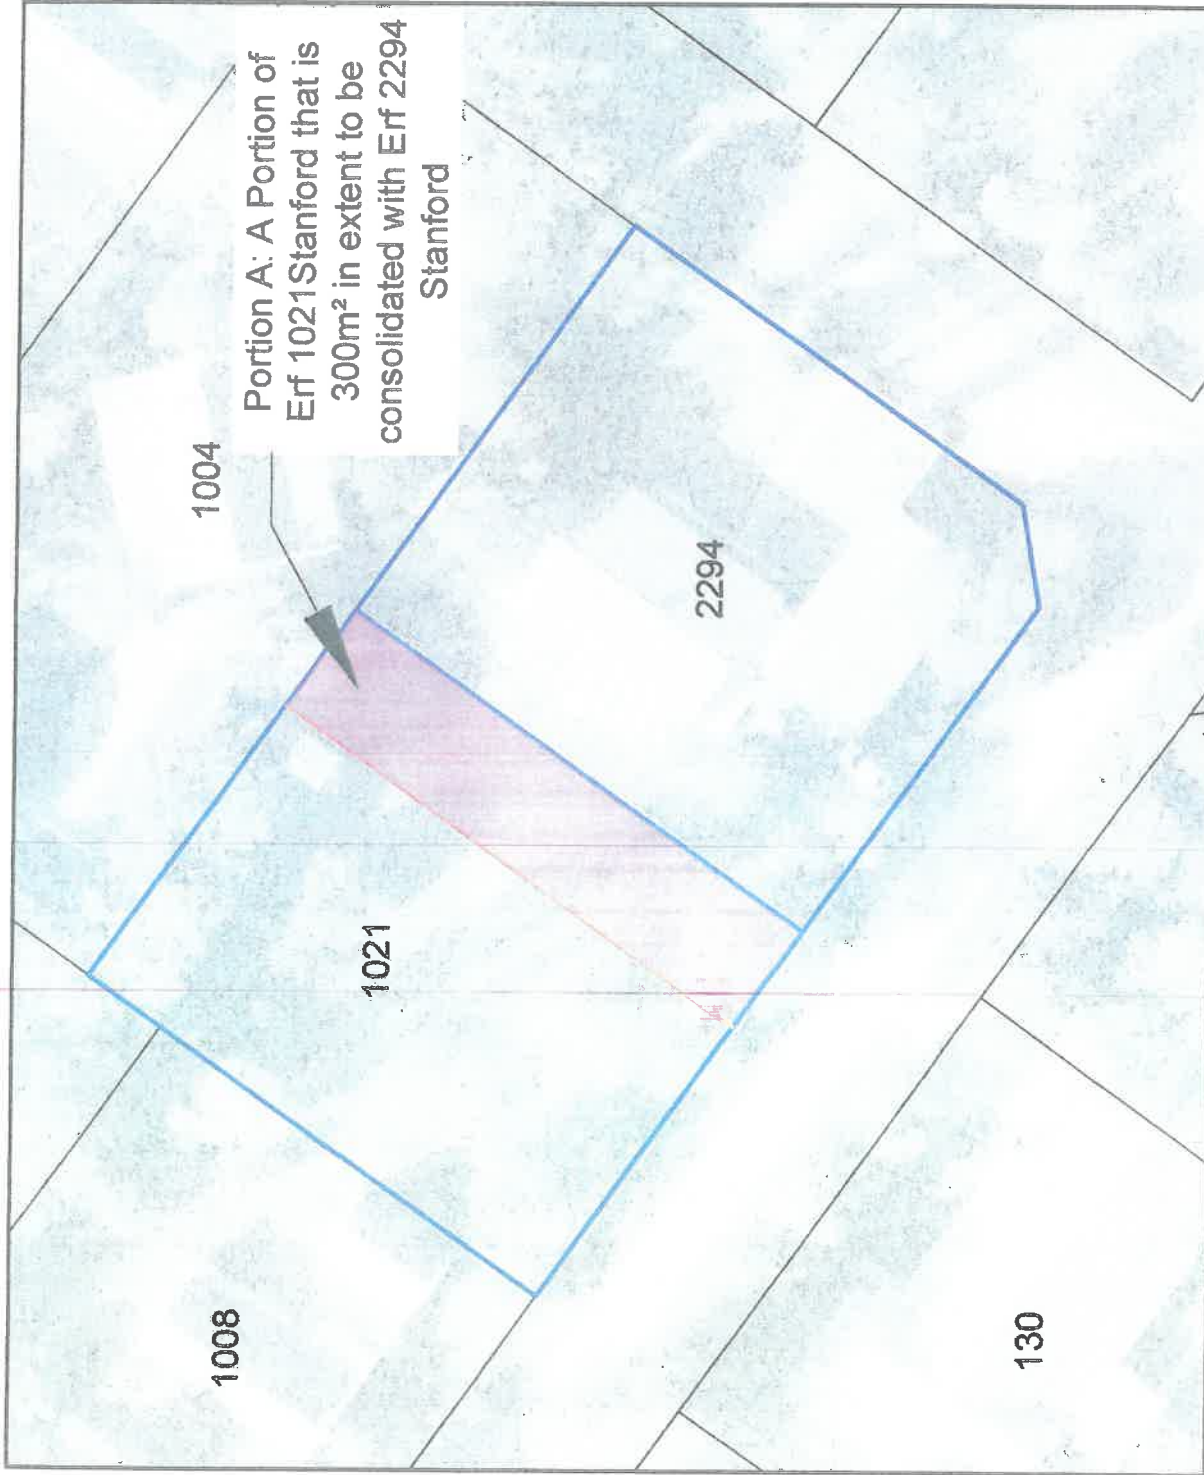 Portion A: A Portion of
Erf 1021Stanford that is
300m² in extent to be
consolidated with Erf 2294
Stanford
1004
1021
2294
1008
130